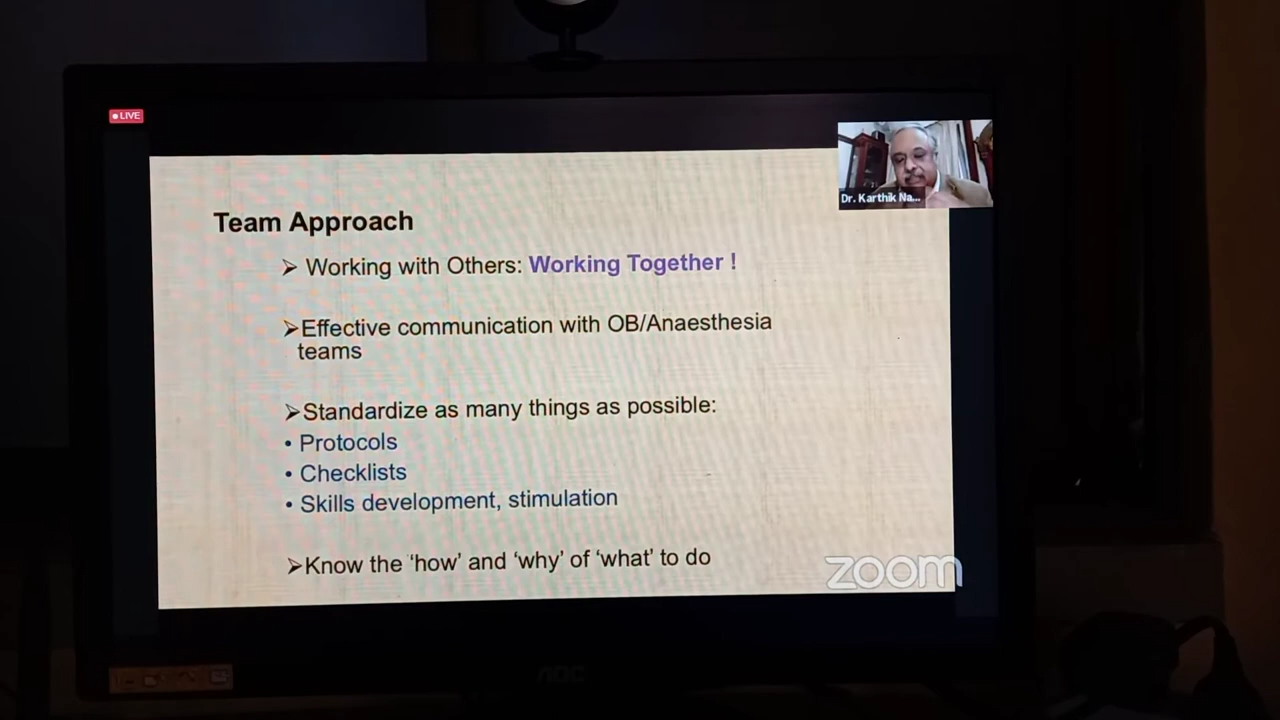 LIVE
Dr. Karthik Na...
Team Approach
➢ Working with Others: Working Together !
➢Effective communication with OB/Anaesthesia
teams
➢Standardize as many things as possible:
• Protocols
• Checklists
• Skills development, stimulation
➢Know the ‘how’ and ‘why’ of ‘what’ to do
zoom
AOC